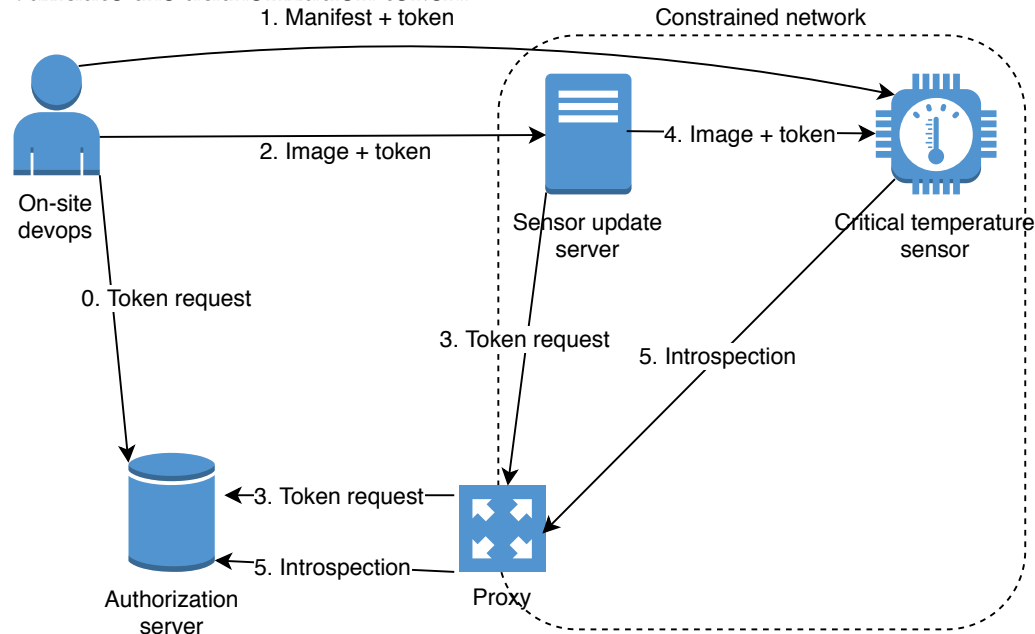 1. Manifest + token
Constrained network
2. Image + token
4. Image + token
On-site
devops
Sensor update
server
Critical temperature
sensor
0. Token request
3. Token request
5. Introspection
3. Token request
5. Introspection
Authorization
server
Proxy